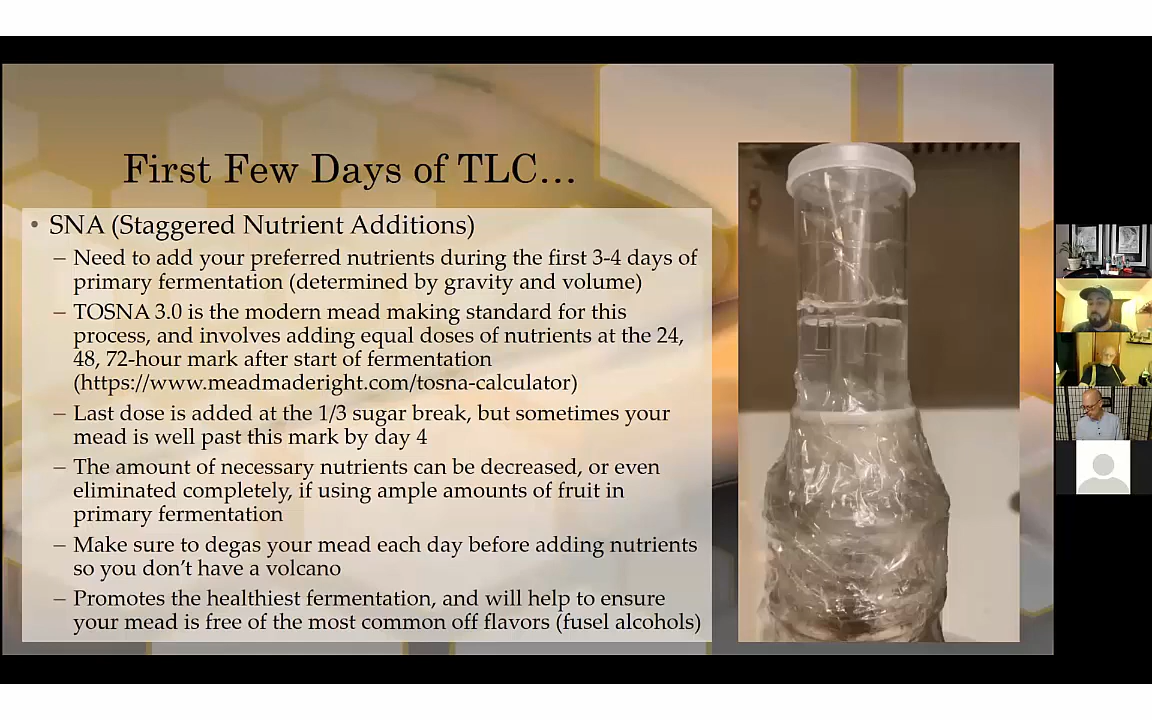 First Few Days of TLC…
• SNA (Staggered Nutrient Additions)
– Need to add your preferred nutrients during the first 3-4 days of
primary fermentation (determined by gravity and volume)
– TOSNA 3.0 is the modern mead making standard for this
process, and involves adding equal doses of nutrients at the 24,
48, 72-hour mark after start of fermentation
(https://www.meadmaderight.com/tosna-calculator)
– Last dose is added at the 1/3 sugar break, but sometimes your
mead is well past this mark by day 4
– The amount of necessary nutrients can be decreased, or even
eliminated completely, if using ample amounts of fruit in
primary fermentation
– Make sure to degas your mead each day before adding nutrients
so you don’t have a volcano
– Promotes the healthiest fermentation, and will help to ensure
your mead is free of the most common off flavors (fusel alcohols)